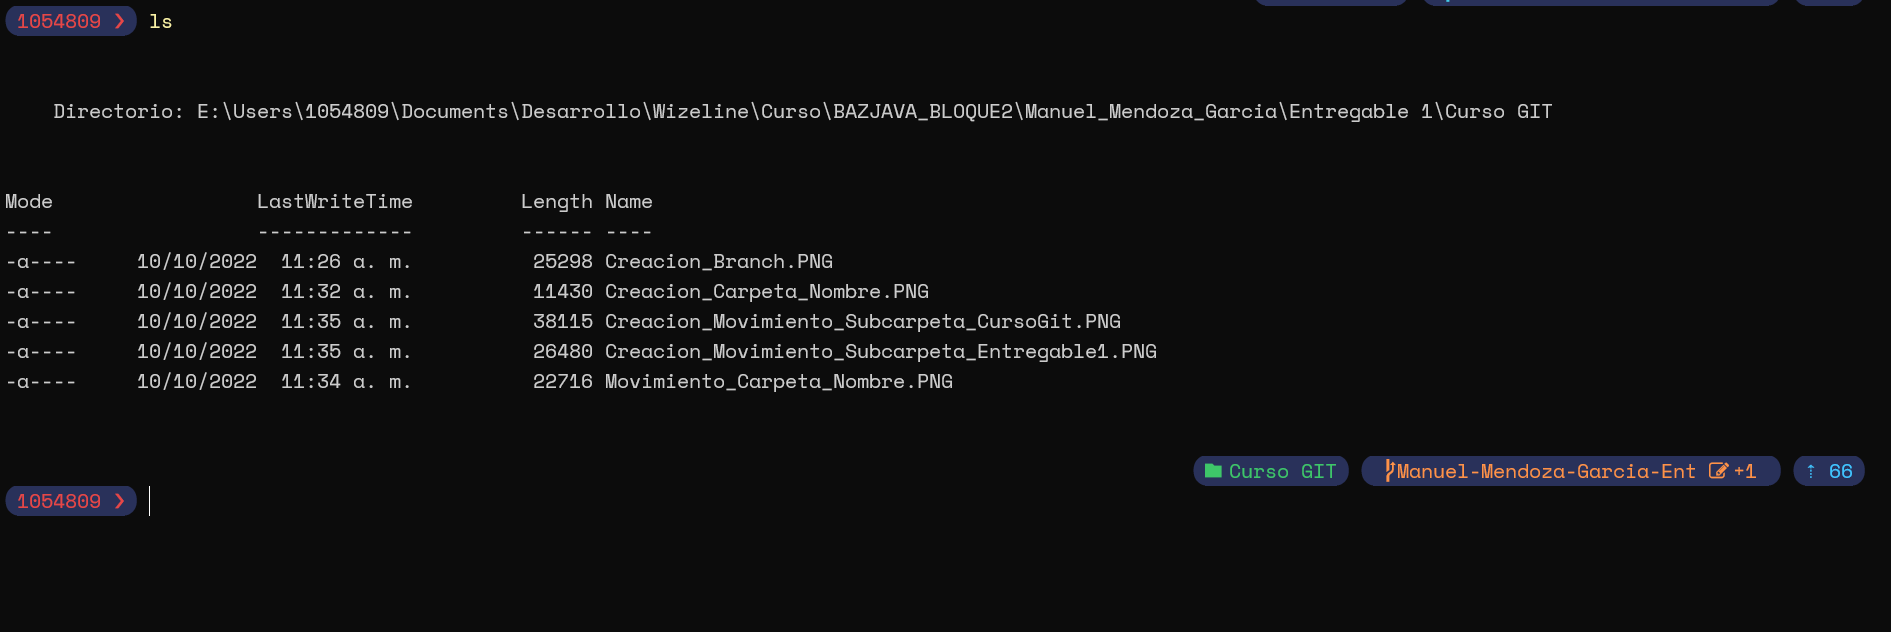 1054809 ❯ ls
Directorio: E:\Users\1054809\Documents\Desarrollo\Wizeline\Curso\BAZJAVA_BLOQUE2\Manuel_Mendoza_Garcia\Entregable 1\Curso GIT
Mode LastWriteTime Length Name
---- ------------- ------ ----
-a---- 10/10/2022 11:26 a. m. 25298 Creacion_Branch.PNG
-a---- 10/10/2022 11:32 a. m. 11430 Creacion_Carpeta_Nombre.PNG
-a---- 10/10/2022 11:35 a. m. 38115 Creacion_Movimiento_Subcarpeta_CursoGit.PNG
-a---- 10/10/2022 11:35 a. m. 26480 Creacion_Movimiento_Subcarpeta_Entregable1.PNG
-a---- 10/10/2022 11:34 a. m. 22716 Movimiento_Carpeta_Nombre.PNG
Curso GIT Manuel-Mendoza-Garcia-Ent +1 ⇡ 66
1054809 ❯